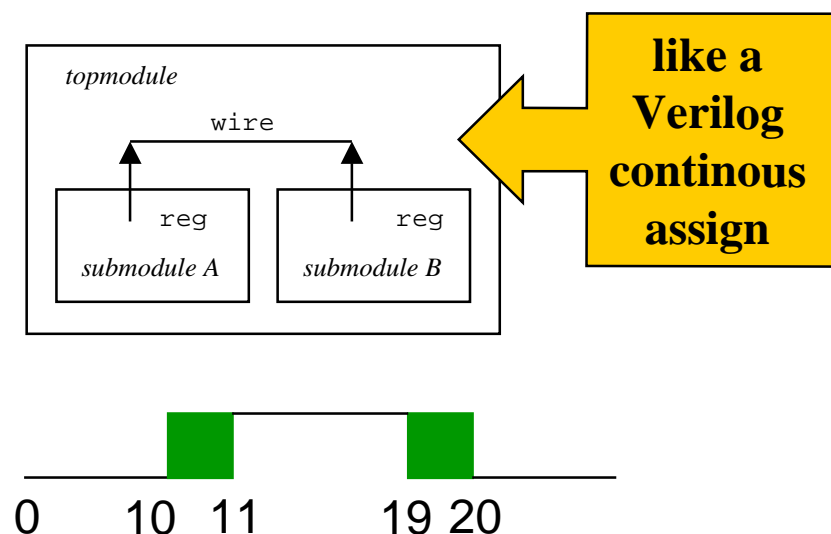 topmodule
wire
reg
submodule A
reg
submodule B
like a
Verilog
continous
assign
0 10 11 19 20